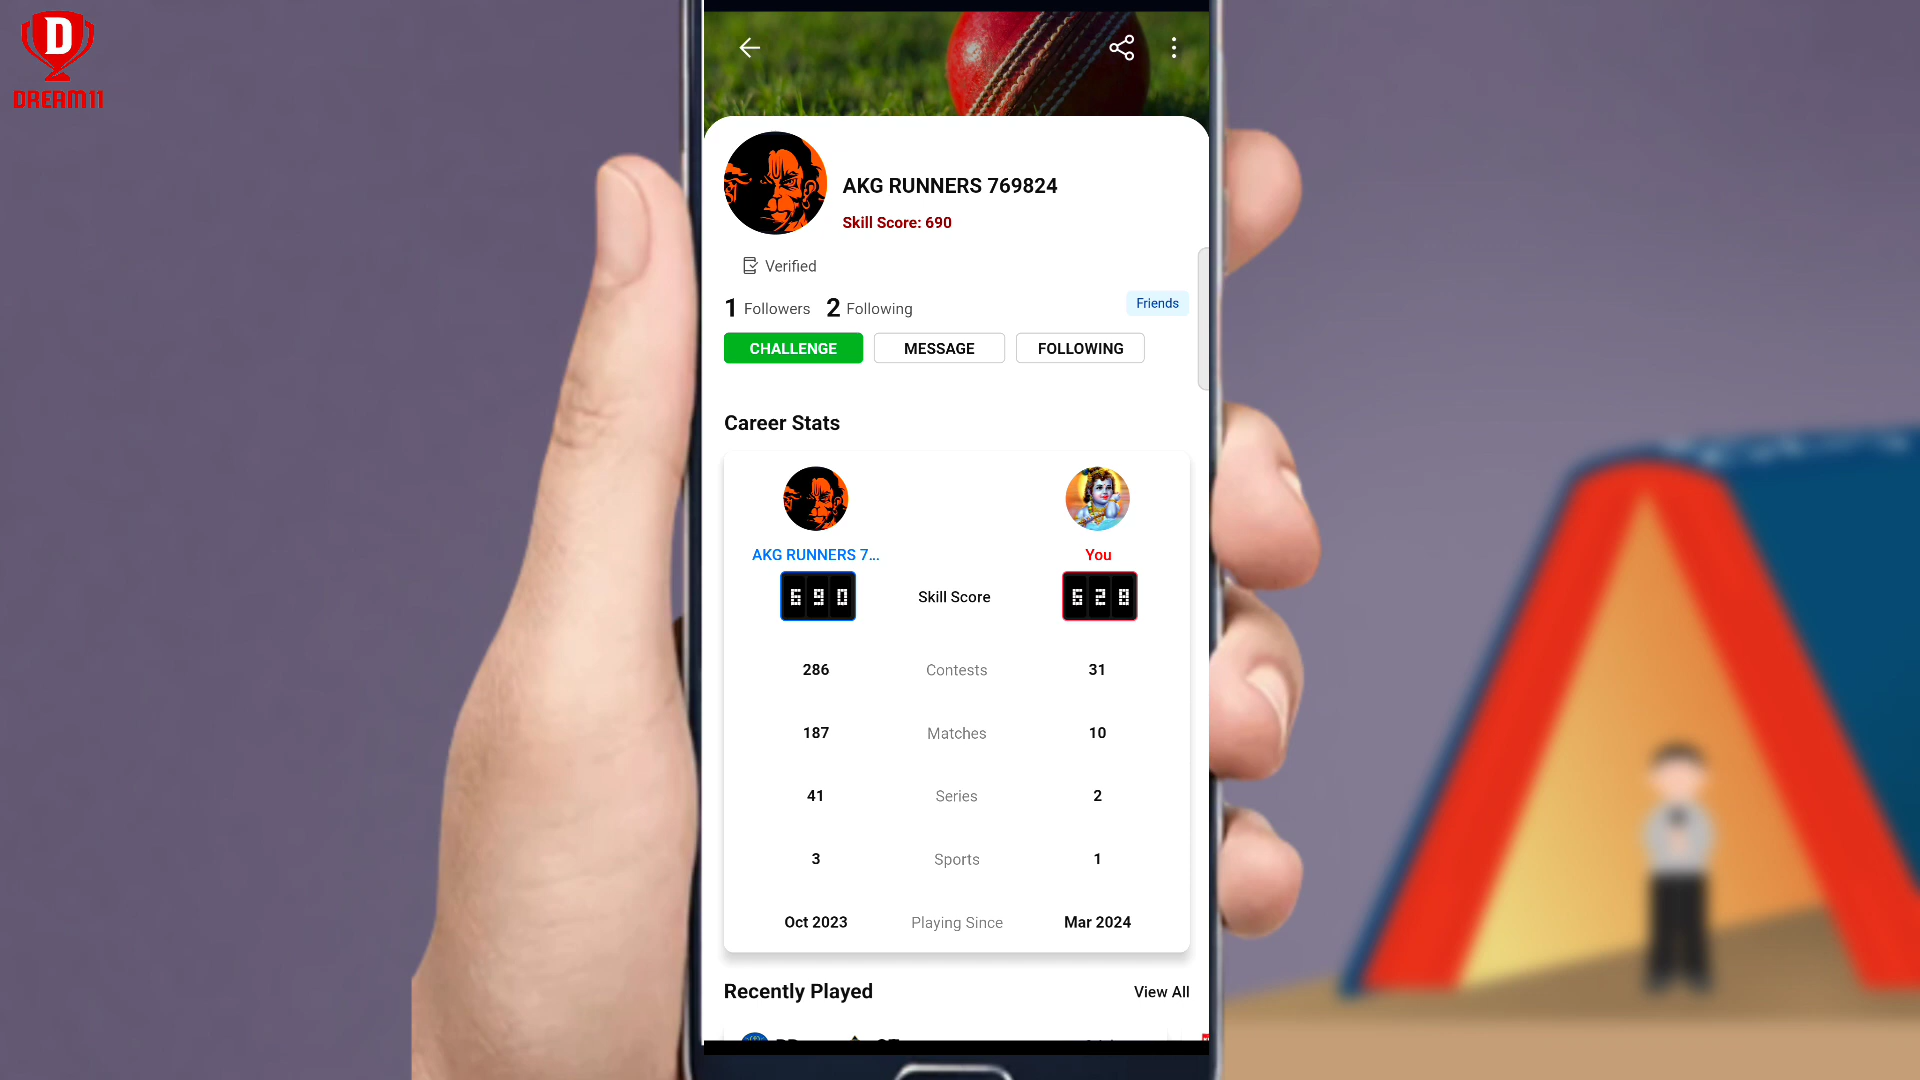 D
DREAM11
AKG RUNNERS 769824
Skill Score: 690
Verified
1 Followers 2 Following
Friends
CHALLENGE MESSAGE FOLLOWING
Career Stats
AKG RUNNERS 7... You
690 Skill Score 628
286 Contests 31
187 Matches 10
41 Series 2
3 Sports 1
Oct 2023 Playing Since Mar 2024
Recently Played View All